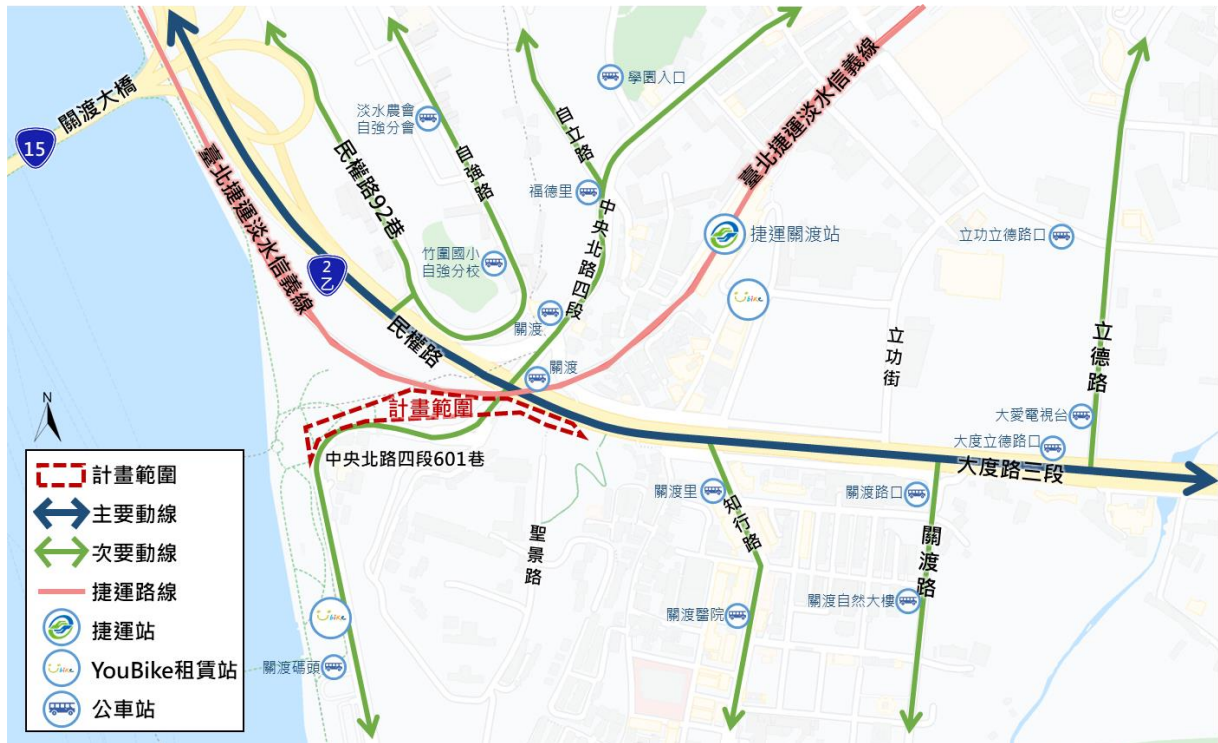 關渡大橋
15
臺北捷運淡水信義線
2
乙
民權路
民權路92巷
淡水農會
自強分會
自強路
竹圍國小
自強分校
自立路
福德里
學園入口
中央北路四段
臺北捷運淡水信義線
捷運關渡站
Ubike
立功立德路口
立功街
立德路
關渡
關渡
計畫範圍
中央北路四段601巷
大愛電視台
大度立德路口
大度路三段
關渡里
知行路
關渡路口
關渡路
聖景路
關渡醫院
關渡自然大樓
Ubike
關渡碼頭
N
計畫範圍
主要動線
次要動線
捷運路線
捷運站
Ubike
YouBike租賃站
公車站